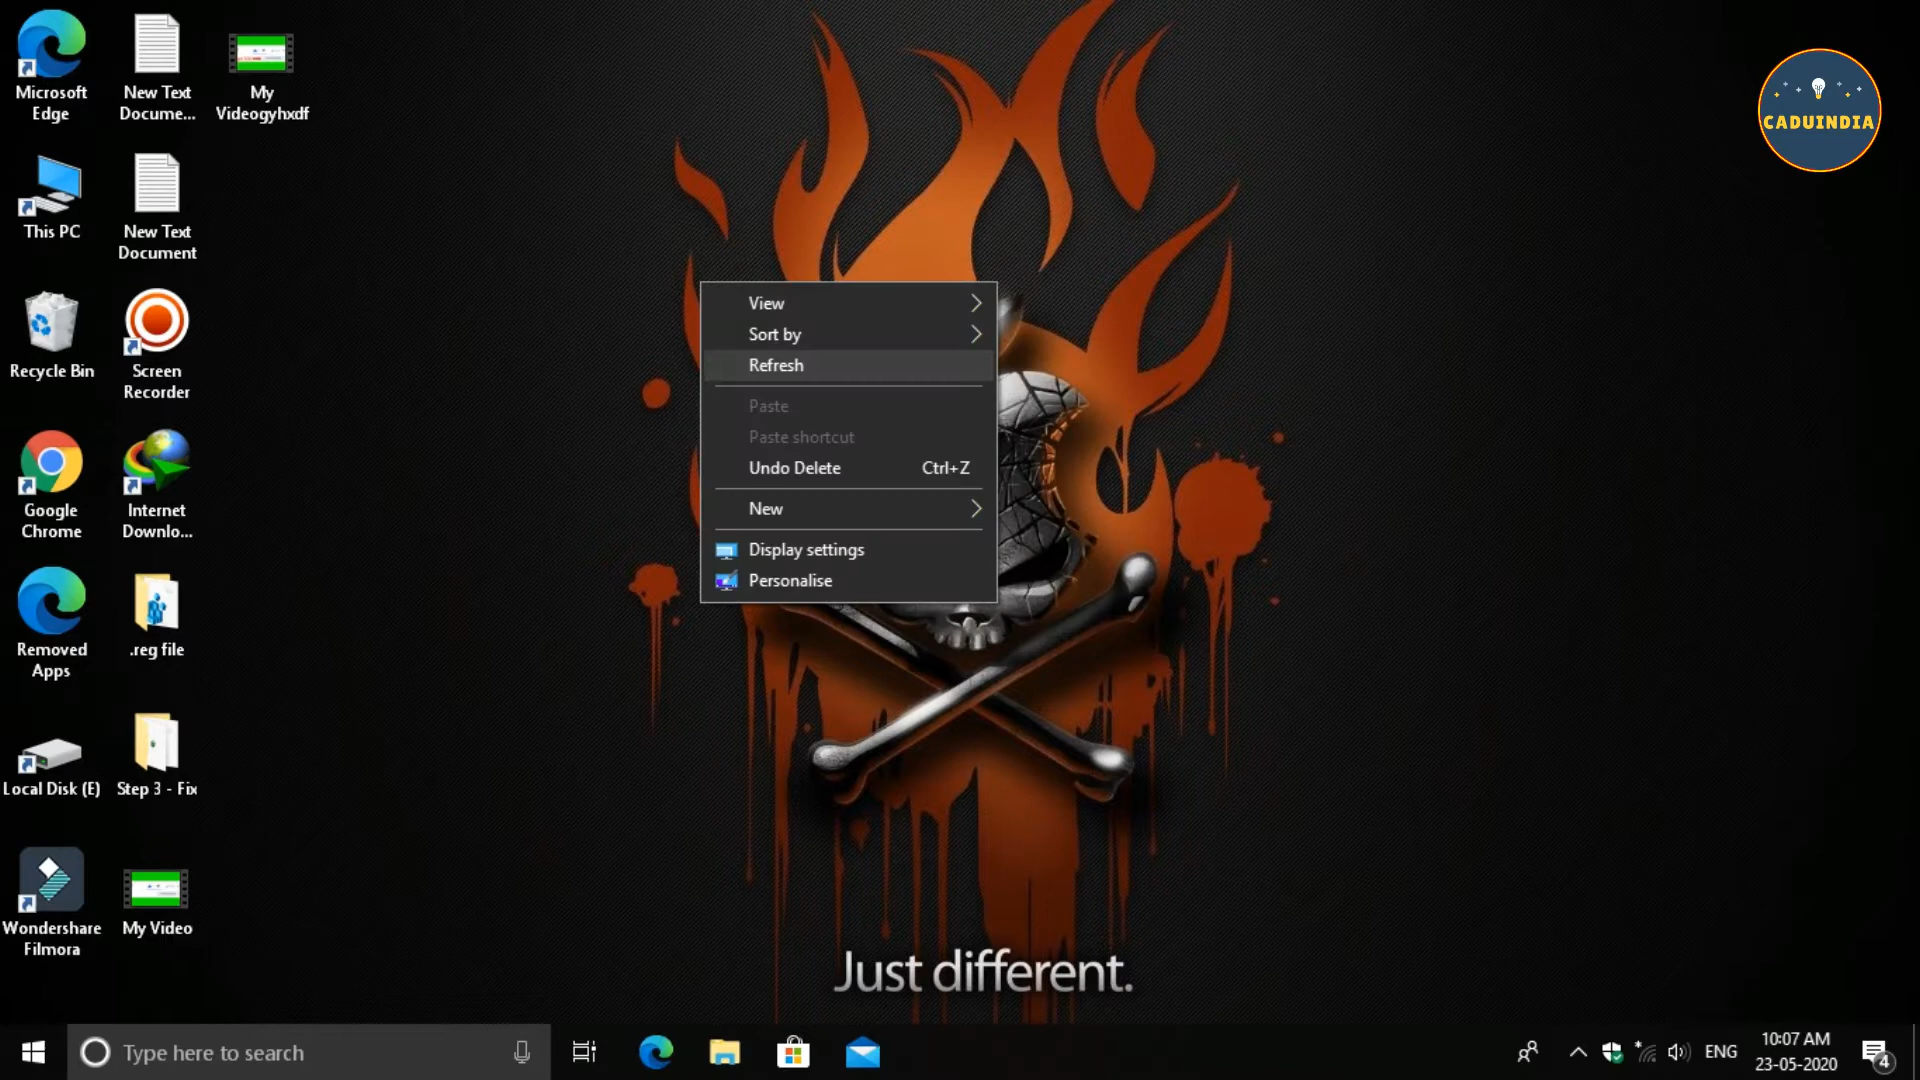 Microsoft
Edge
New Text
Docume...
My
Videogyhxdf
CADUINDIA
This PC
New Text
Document
Recycle Bin
Screen
Recorder
View
Sort by
Refresh
Paste
Paste shortcut
Undo Delete Ctrl+Z
New
Display settings
Personalise
Google
Chrome
Internet
Downlo...
Removed
Apps
.reg file
Local Disk (E)
Step 3 - Fix
Wondershare
Filmora
My Video
Just different.
Type here to search
ENG
10:07 AM
23-05-2020
4